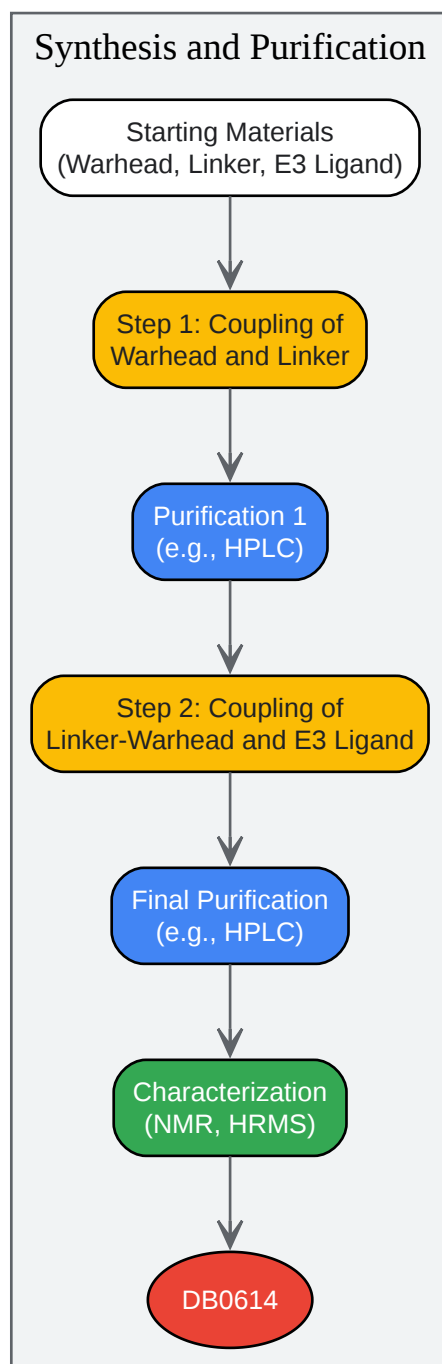 Synthesis and Purification
Starting Materials
(Warhead, Linker, E3 Ligand)
Step 1: Coupling of
Warhead and Linker
Purification 1
(e.g., HPLC)
Step 2: Coupling of
Linker-Warhead and E3 Ligand
Final Purification
(e.g., HPLC)
Characterization
(NMR, HRMS)
DB0614